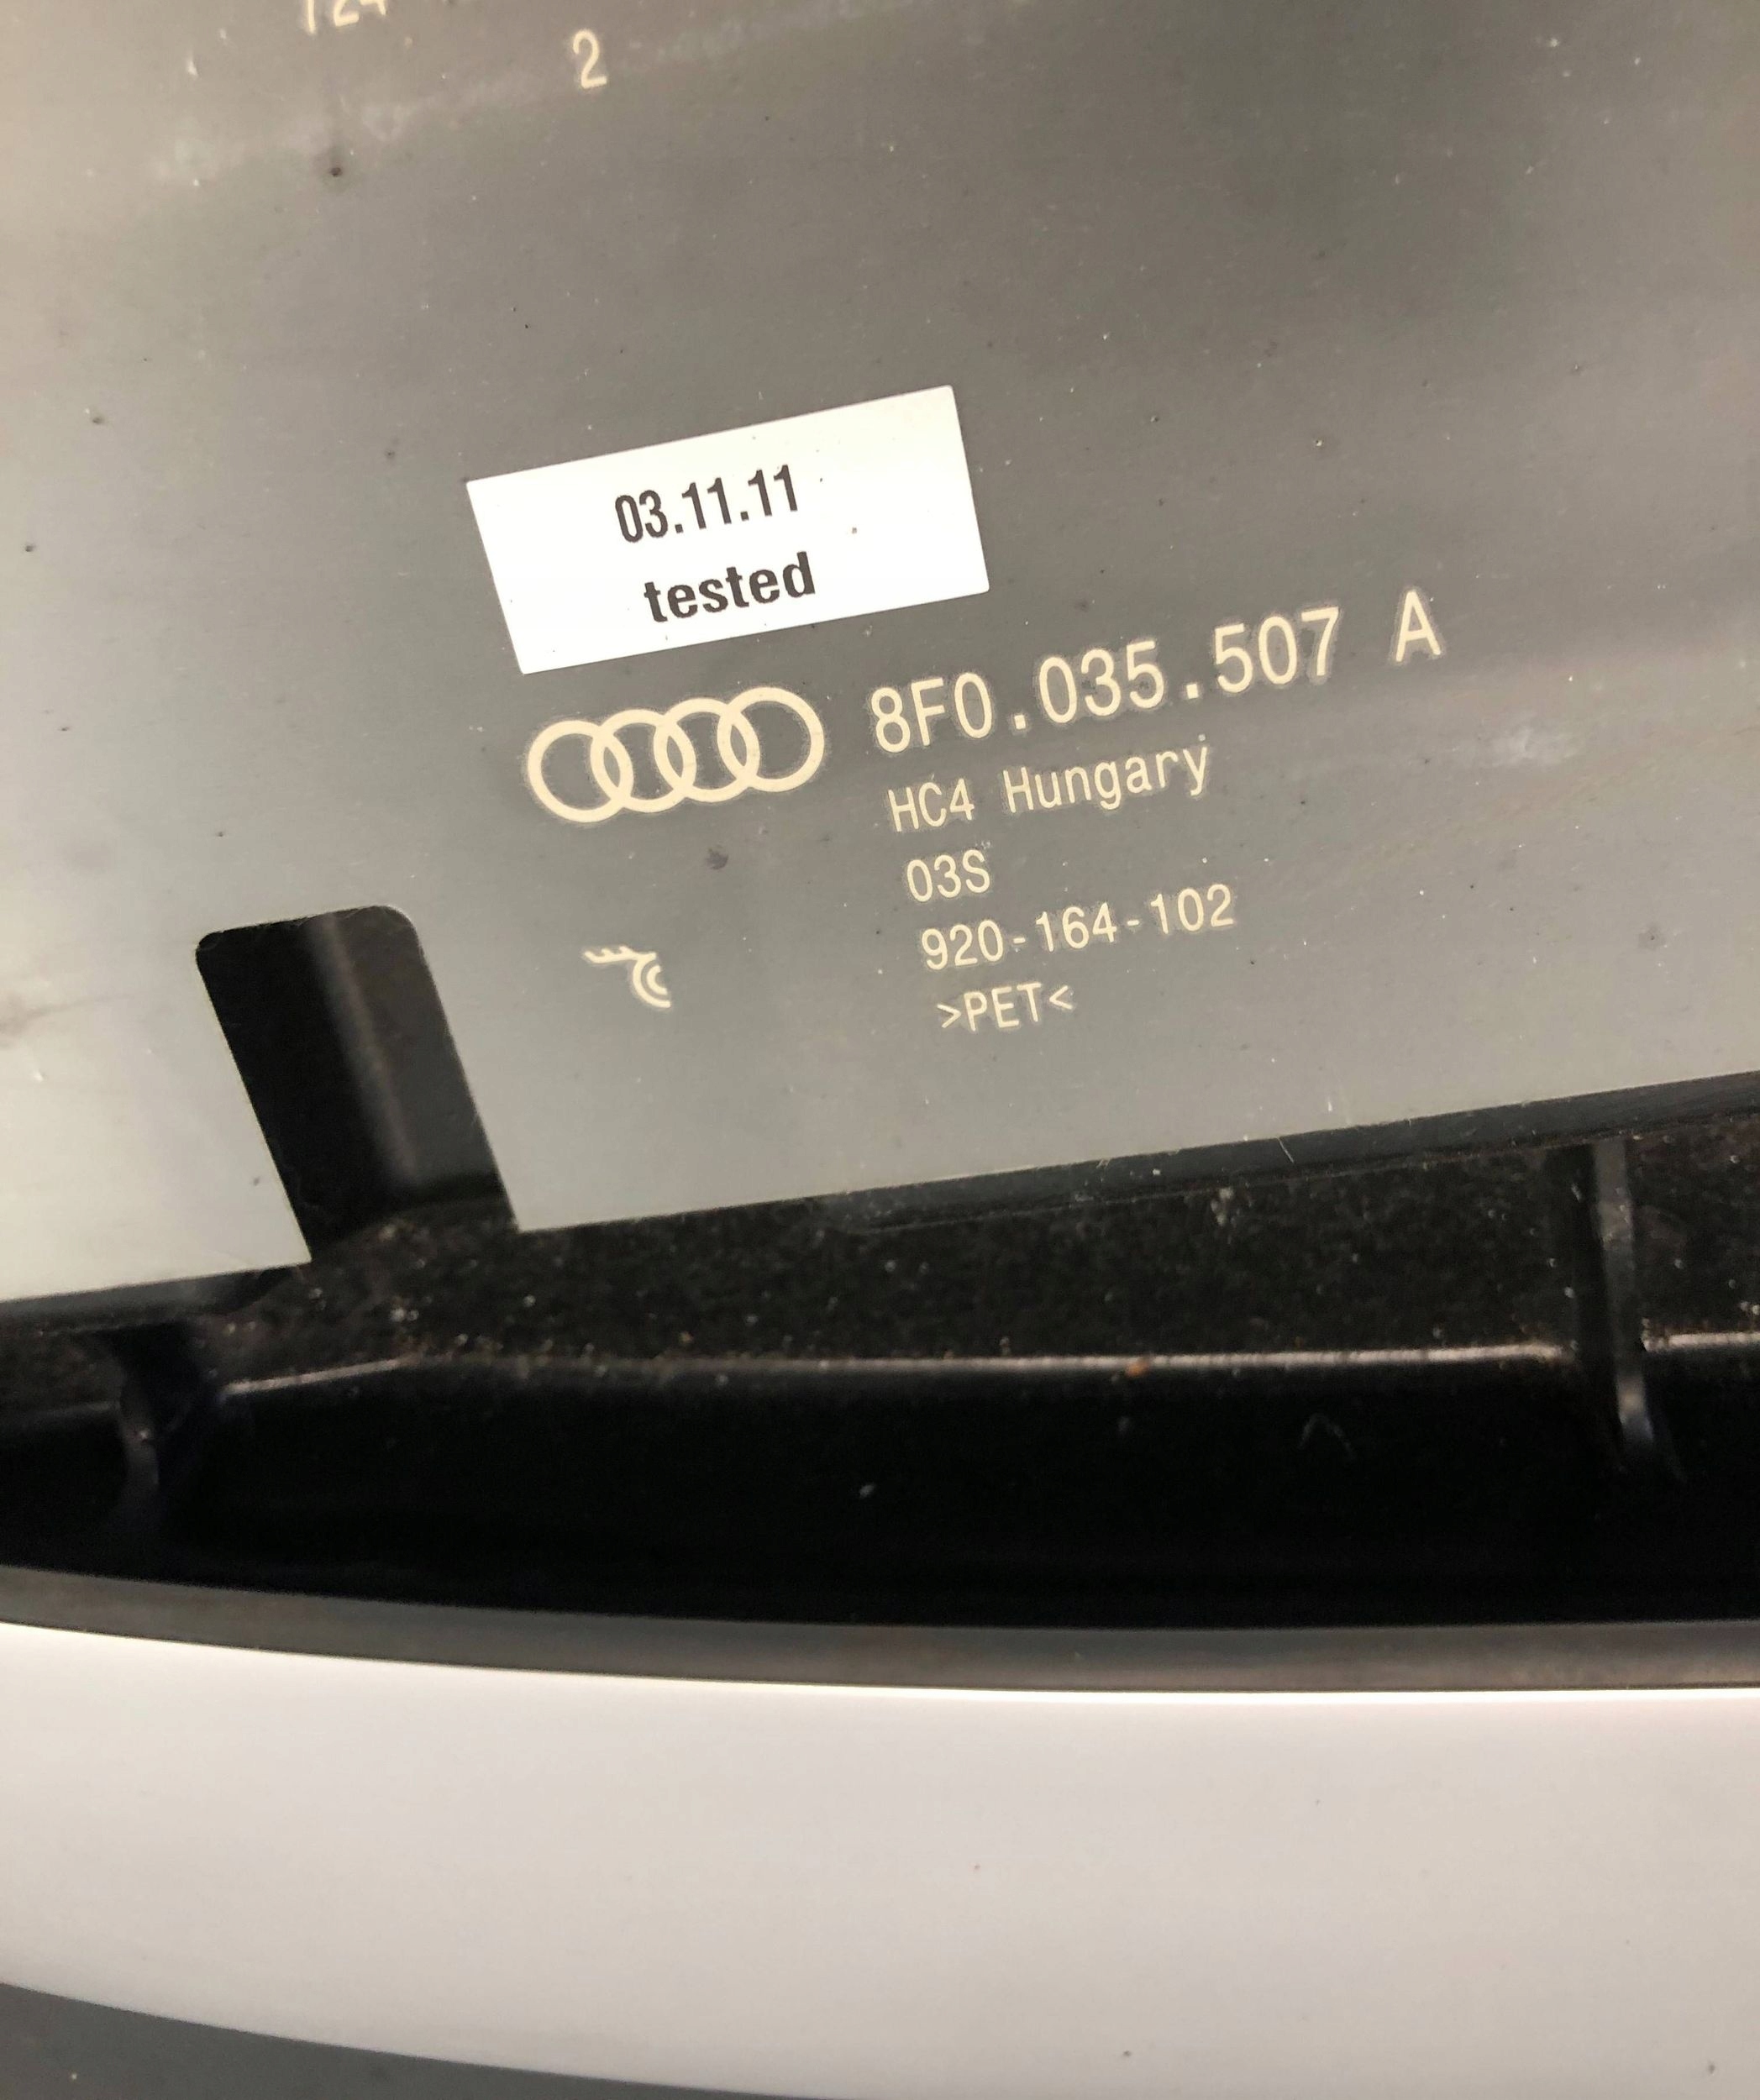 2
03.11.11
tested
8F0.035.507 A
HC4 Hungary
03S
920-164-102
>PET<